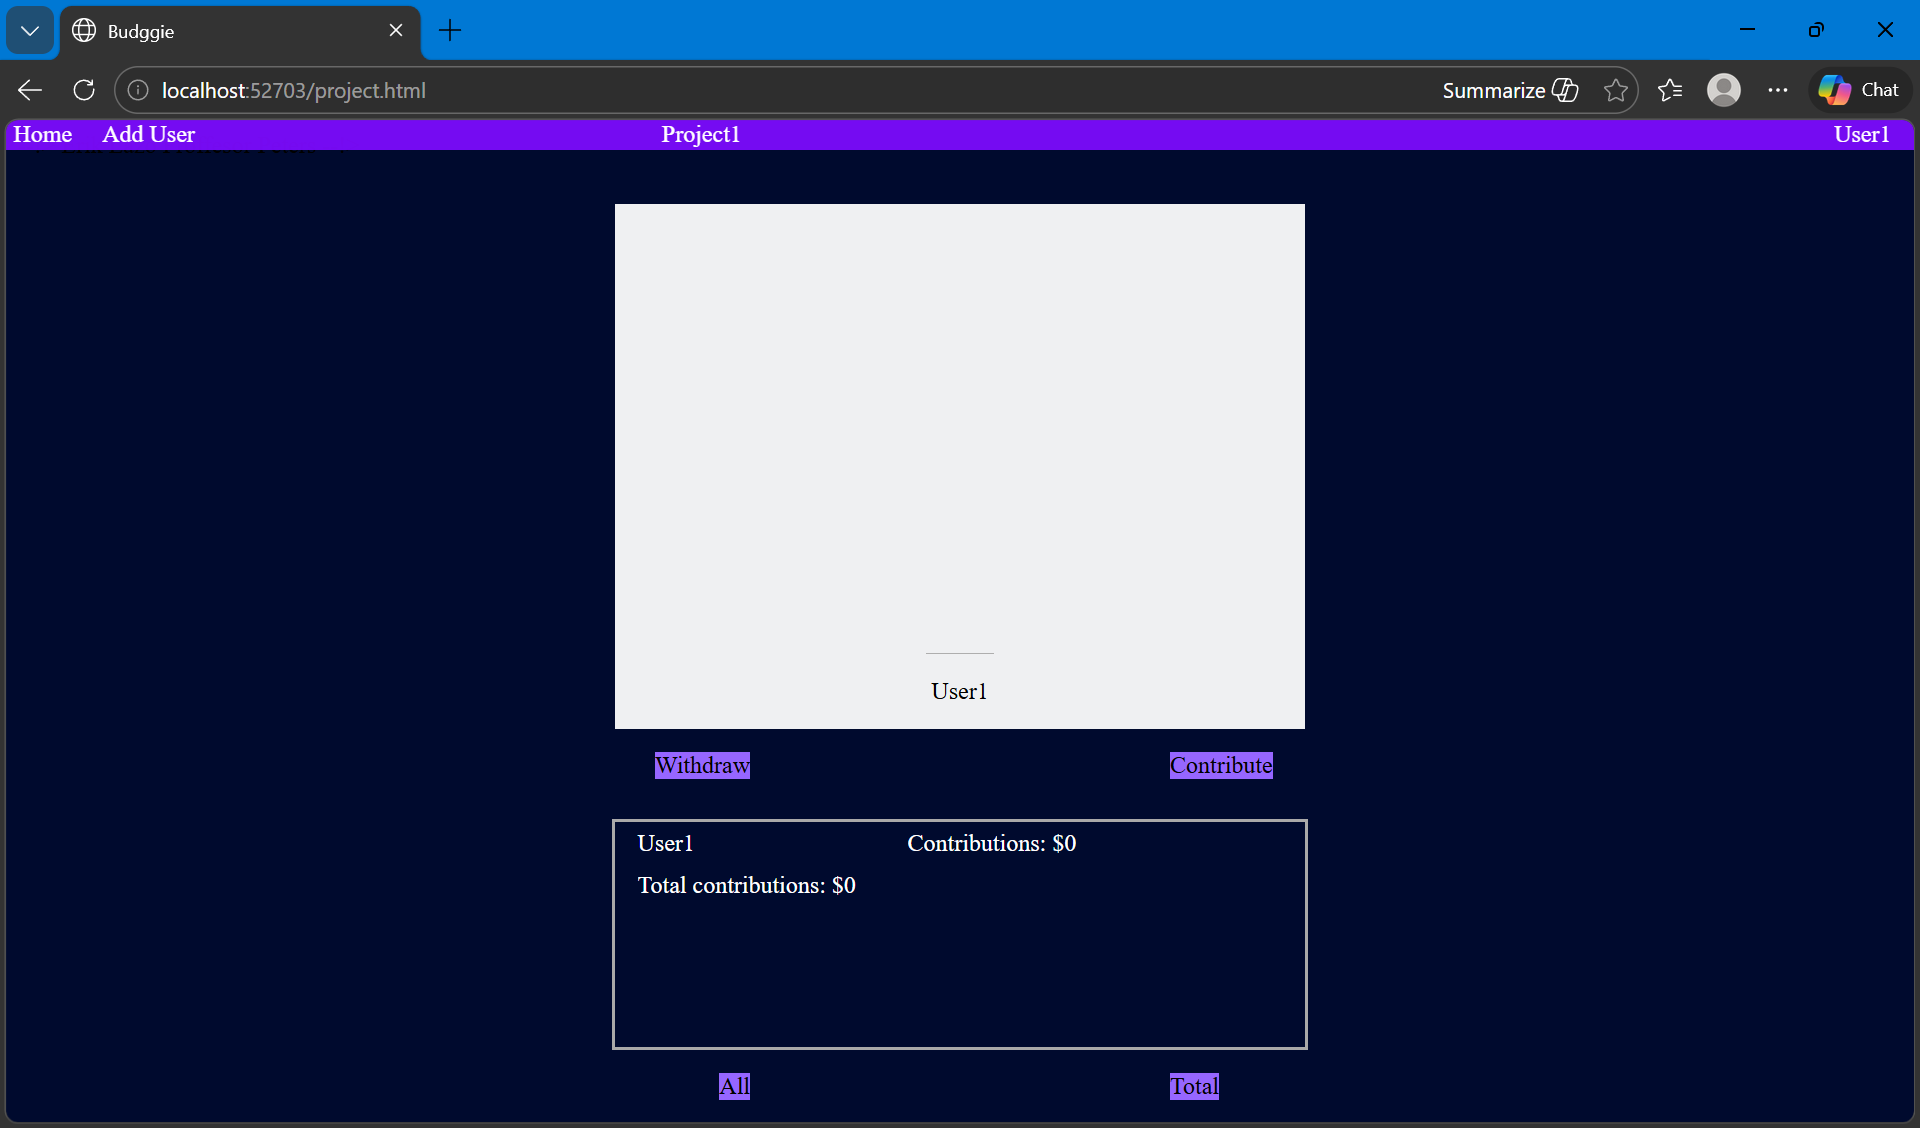 Budggie
localhost:52703/project.html
Summarize
Chat
Home Add User Project1 User1
User1
Withdraw Contribute
User1 Contributions: $0
Total contributions: $0
All Total